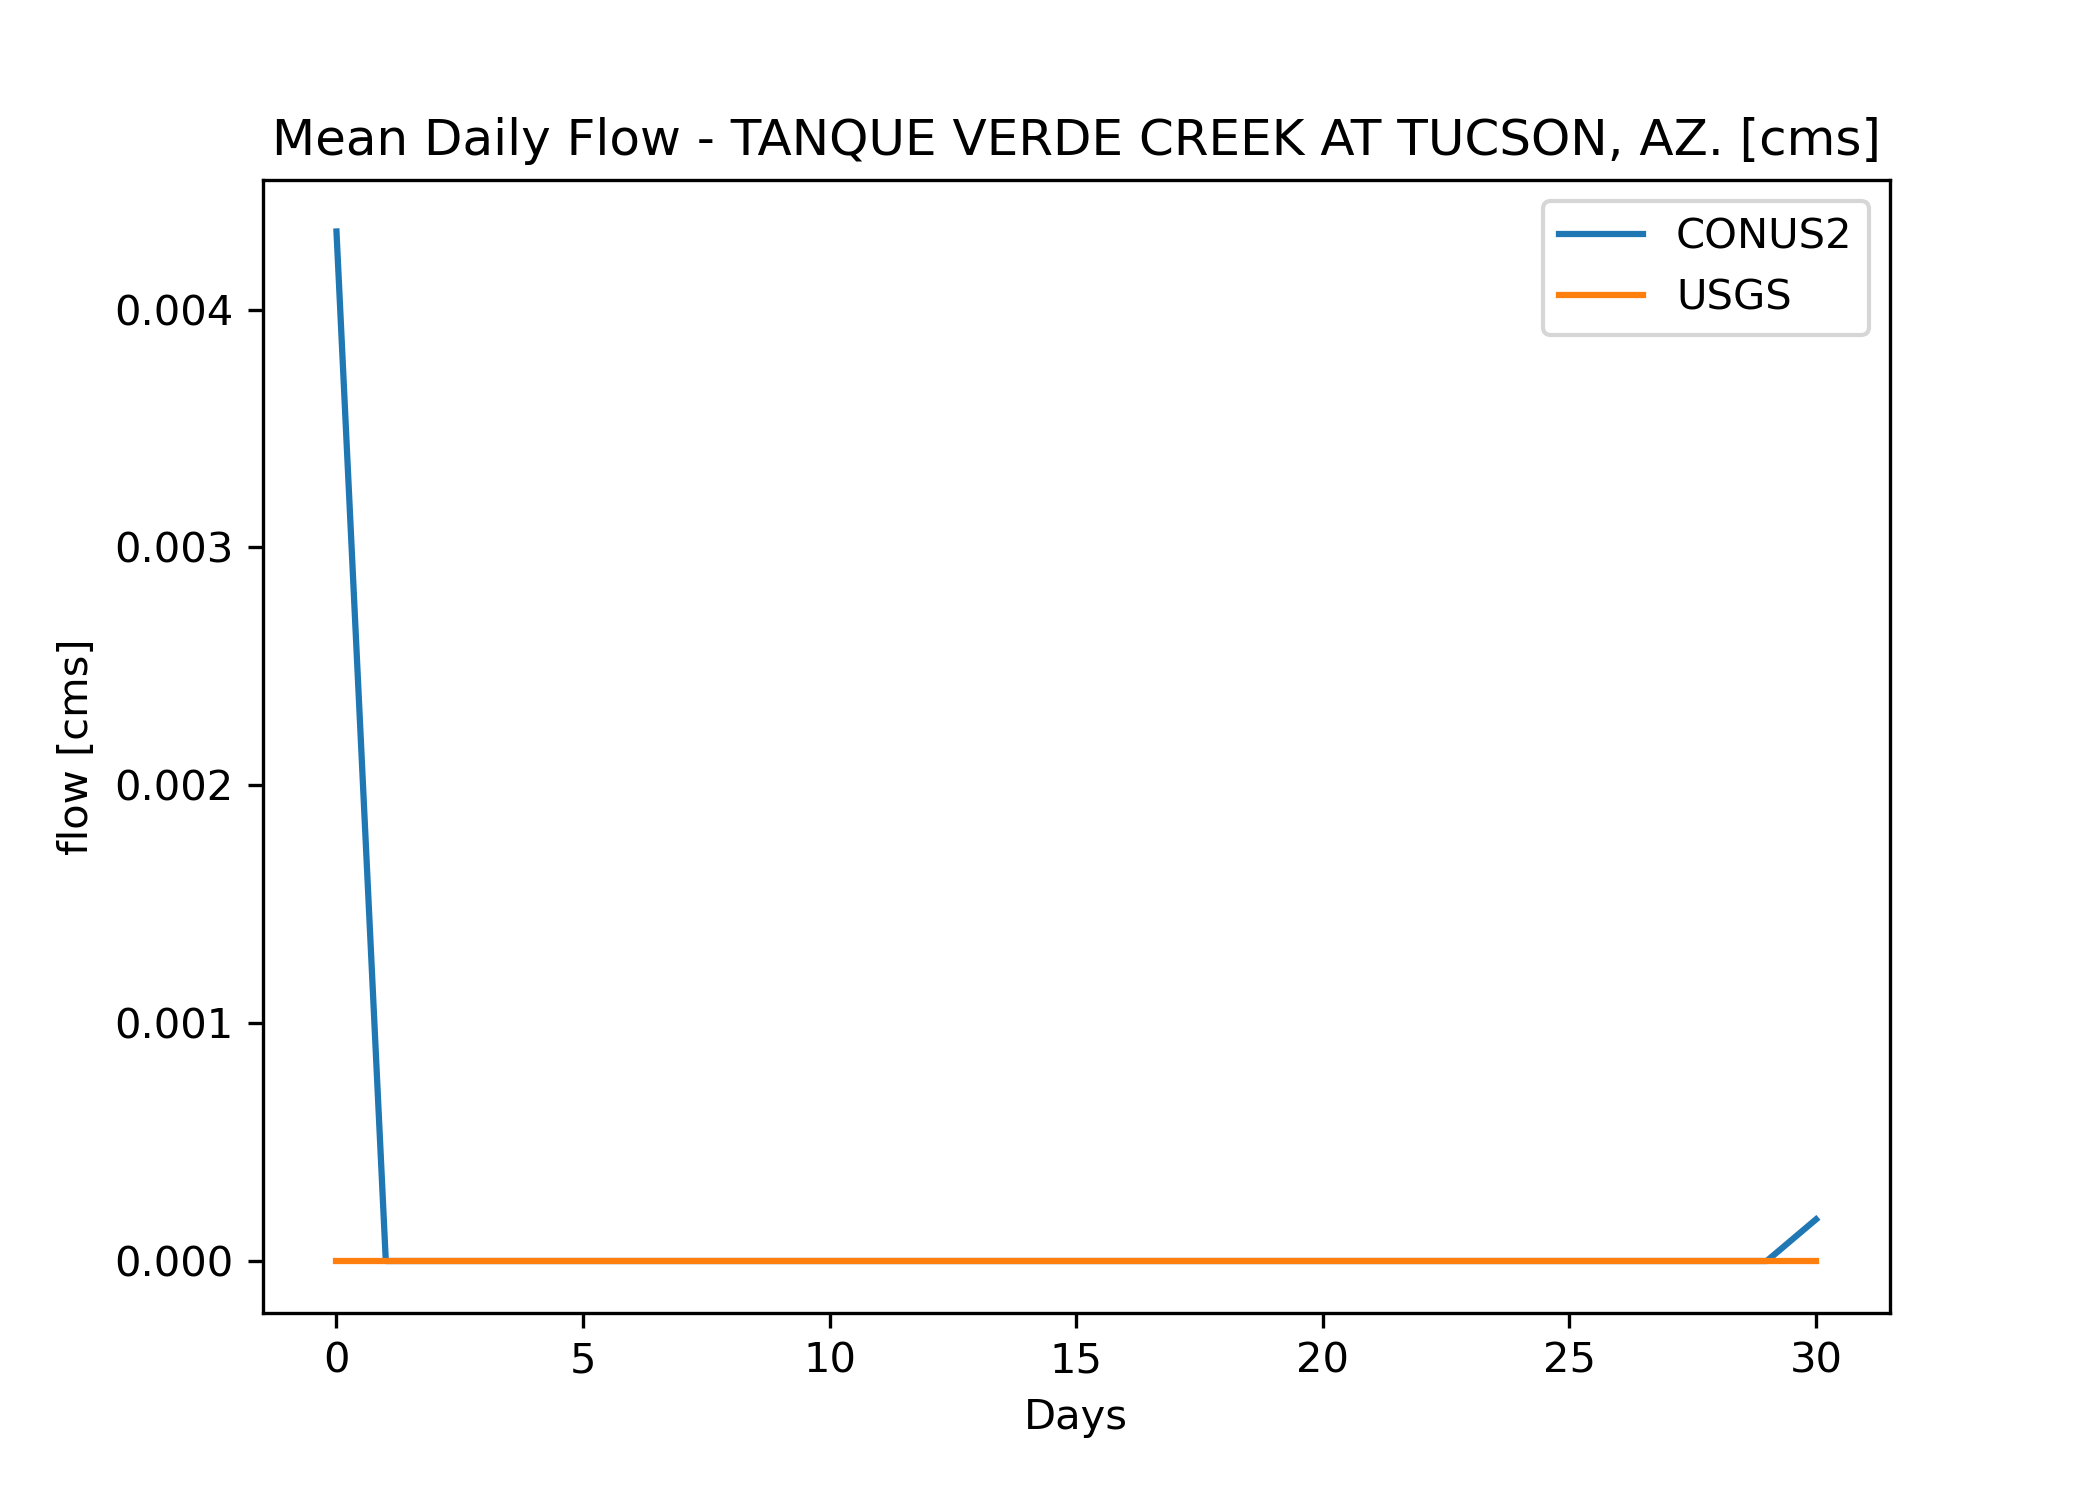 Mean Daily Flow - TANQUE VERDE CREEK AT TUCSON, AZ. [cms]
CONUS2
USGS
flow [cms]
0.004
0.003
0.002
0.001
0.000
0 5 10 15 20 25 30
Days